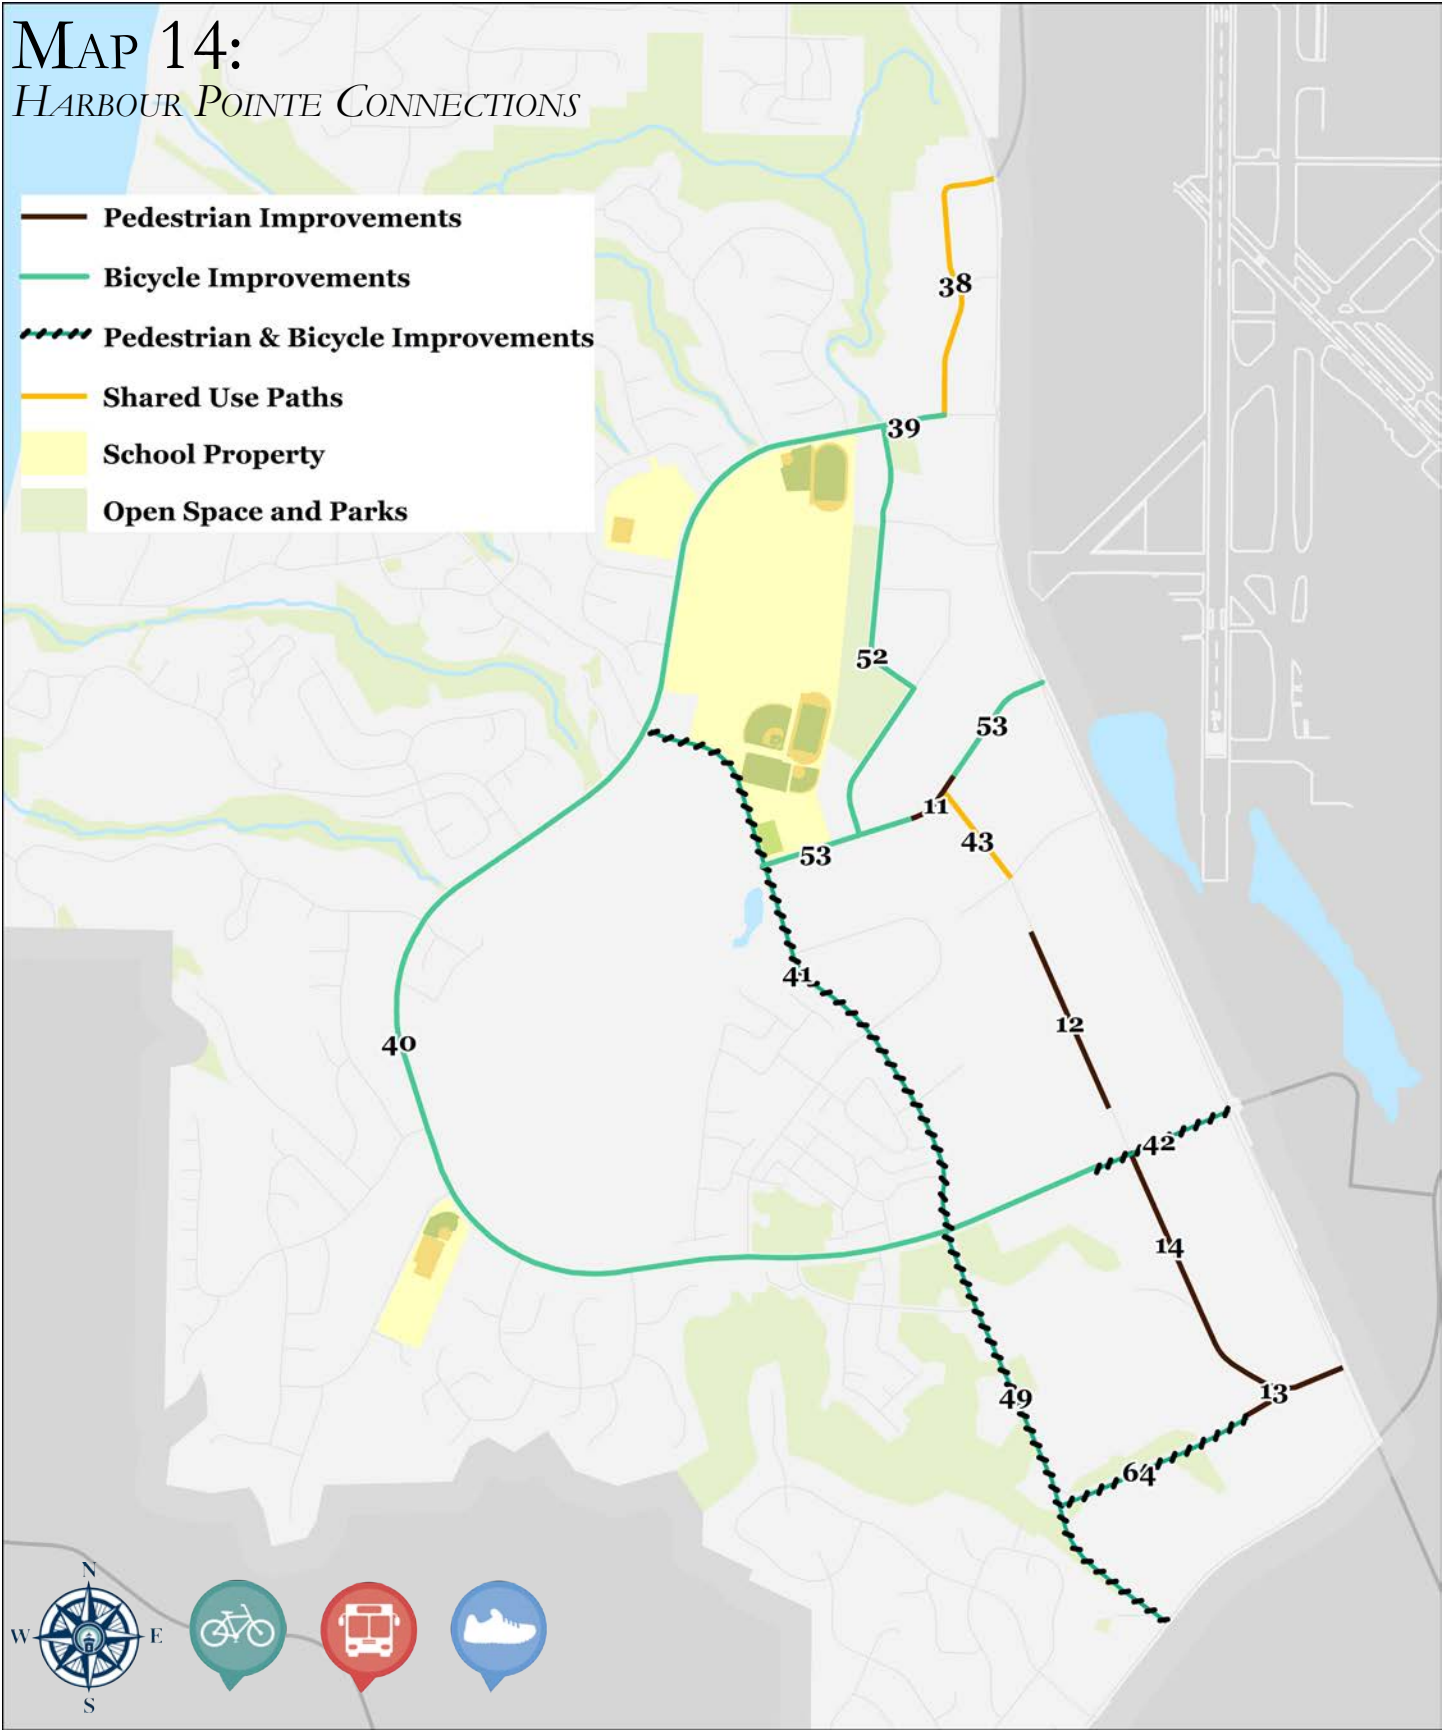 MAP 14:
HARBOUR POINTE CONNECTIONS
Pedestrian Improvements
Bicycle Improvements
Pedestrian & Bicycle Improvements
Shared Use Paths
School Property
Open Space and Parks
38
39
52
53
11
43
53
41
12
40
42
14
13
49
64
N
W E
S